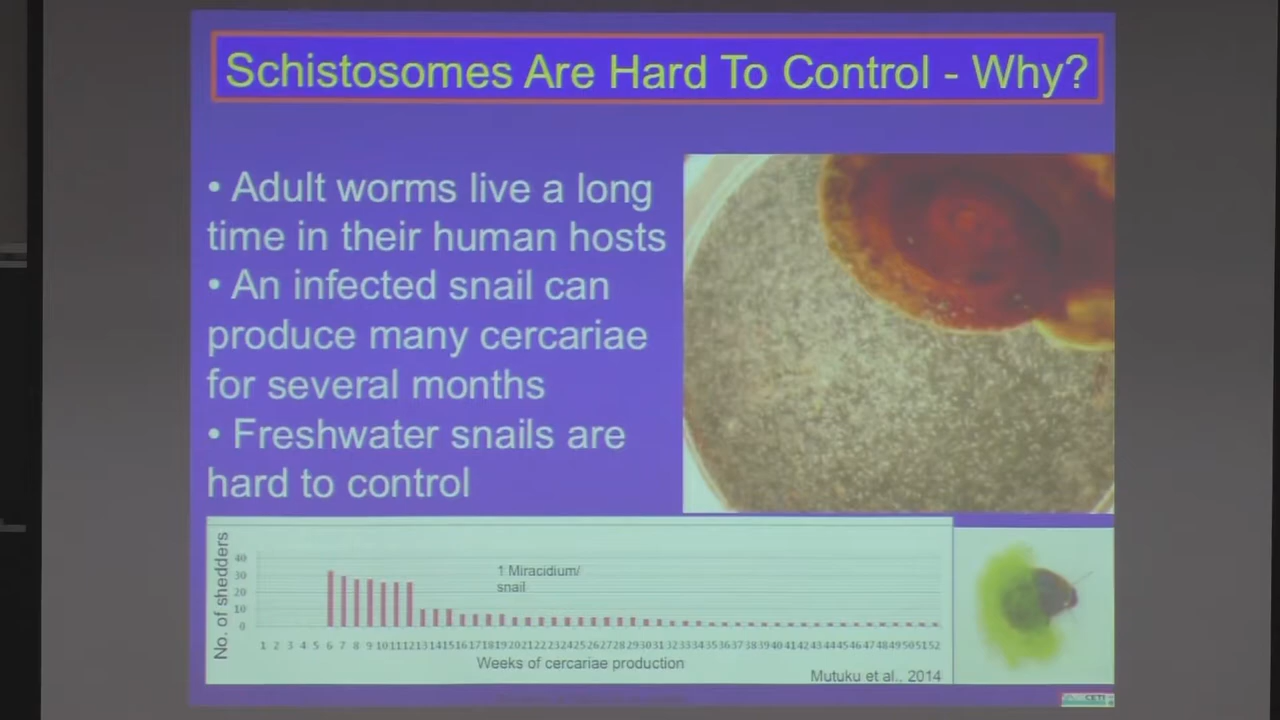 Schistosomes Are Hard To Control - Why?
• Adult worms live a long
time in their human hosts
• An infected snail can
produce many cercariae
for several months
• Freshwater snails are
hard to control
No. of shedders
40
30
20
10
0
1 Miracidium/
snail
1 2 3 4 5 6 7 8 9 10 11 12 13 14 15 16 17 18 19 20 21 22 23 24 25 26 27 28 29 30 31 32 33 34 35 36 37 38 39 40 41 42 43 44 45 46 47 48 49 50 51 52
Weeks of cercariae production
Mutuku et al., 2014